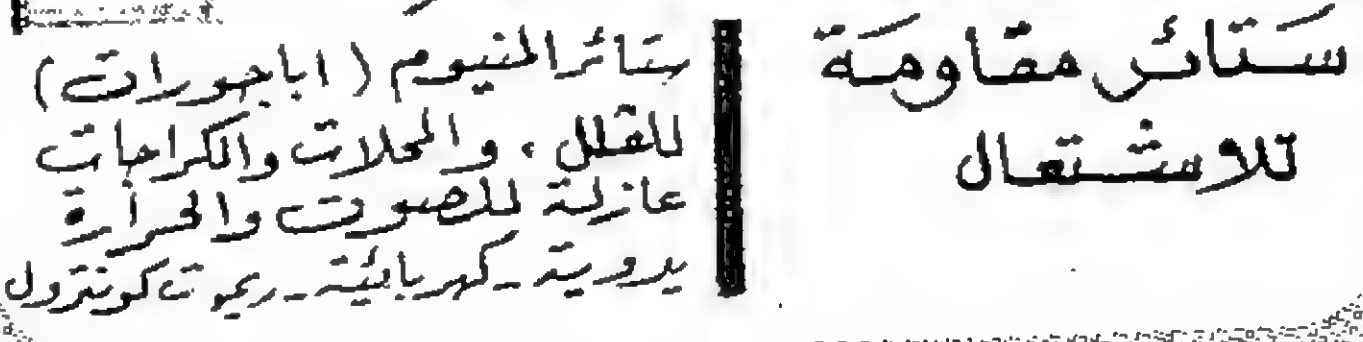 ستائر مقاومة
للاشتعال
ستائر المنيوم (اباجورات)
للفلل، والمحلات والكراجات
عازلة للصوت والحرارة
يدوية - كهربائية - ريموت كونترول